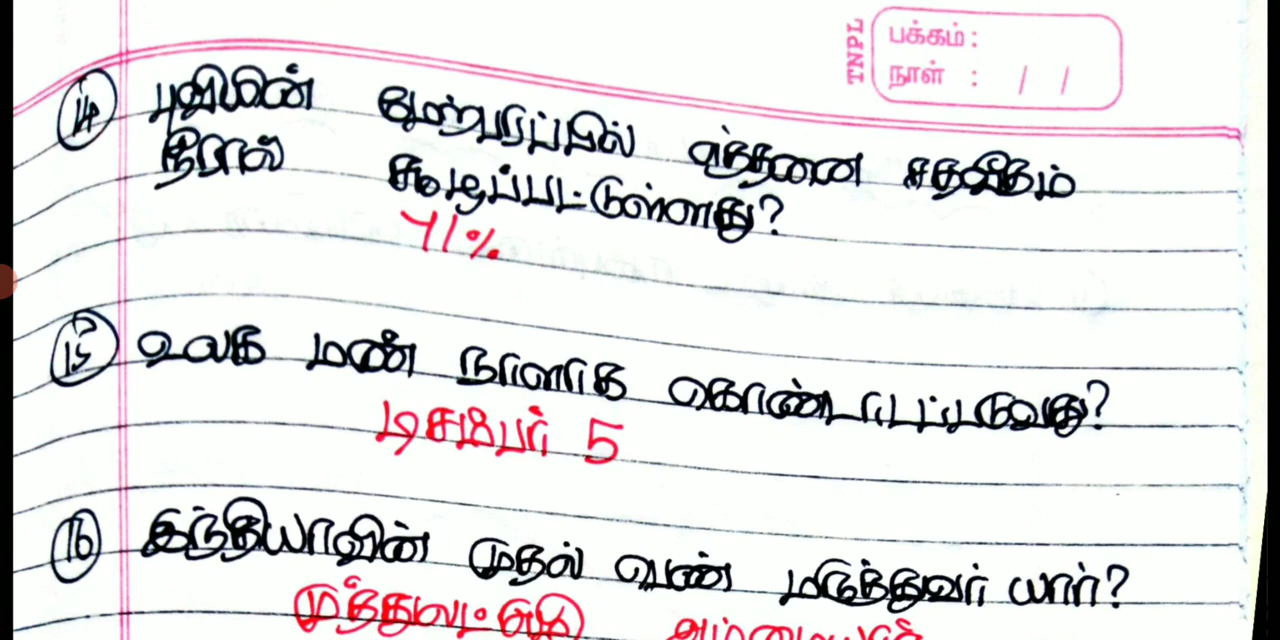 TNPL
பக்கம் :
நாள் : / /
14 புவியின் மேற்பரப்பில் எத்தனை சதவீதம்
நீரால் சூழப்பட்டுள்ளது?
71%
15 உலக மண் நாளாக கொண்டாடப்படுவது?
டிசம்பர் 5
16 இந்தியாவின் முதல் பெண் மருத்துவர் யார்?
முத்துலட்சுமி அம்மையார்